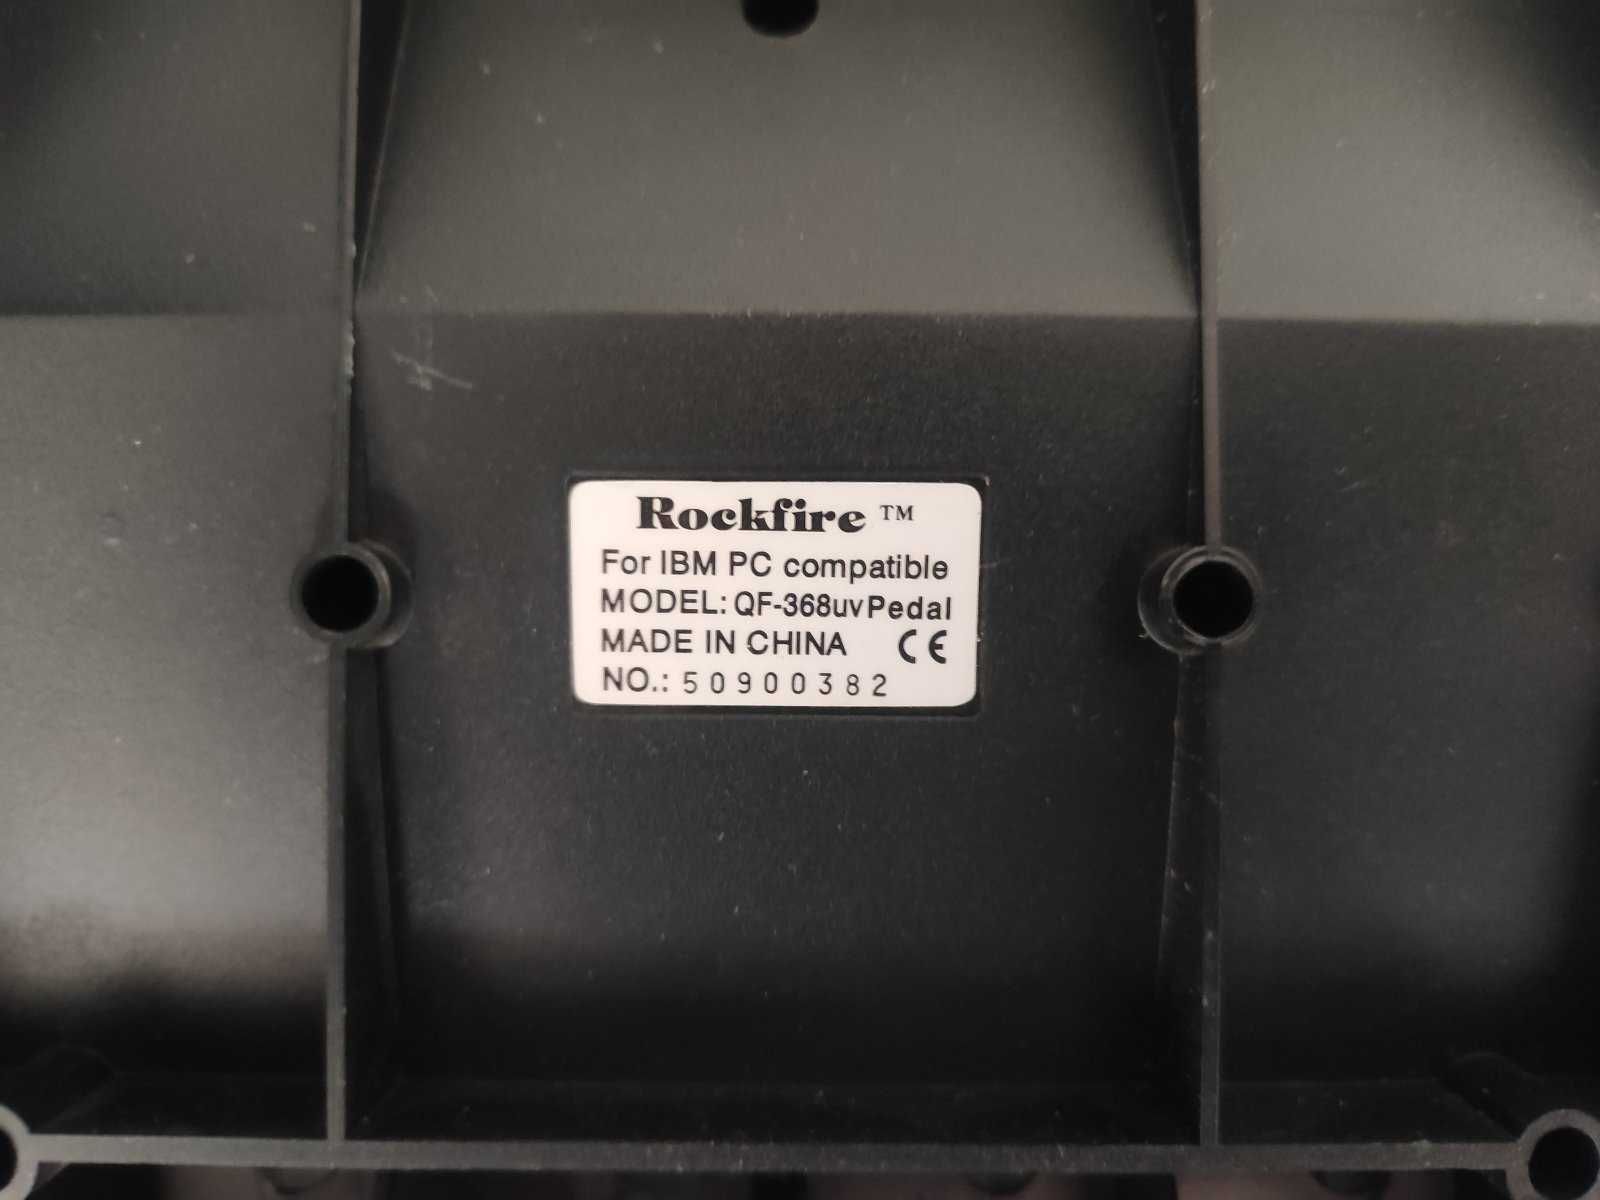 Rockfire ™
For IBM PC compatible
MODEL: QF-368uv Pedal
MADE IN CHINA CE
NO.: 50900382